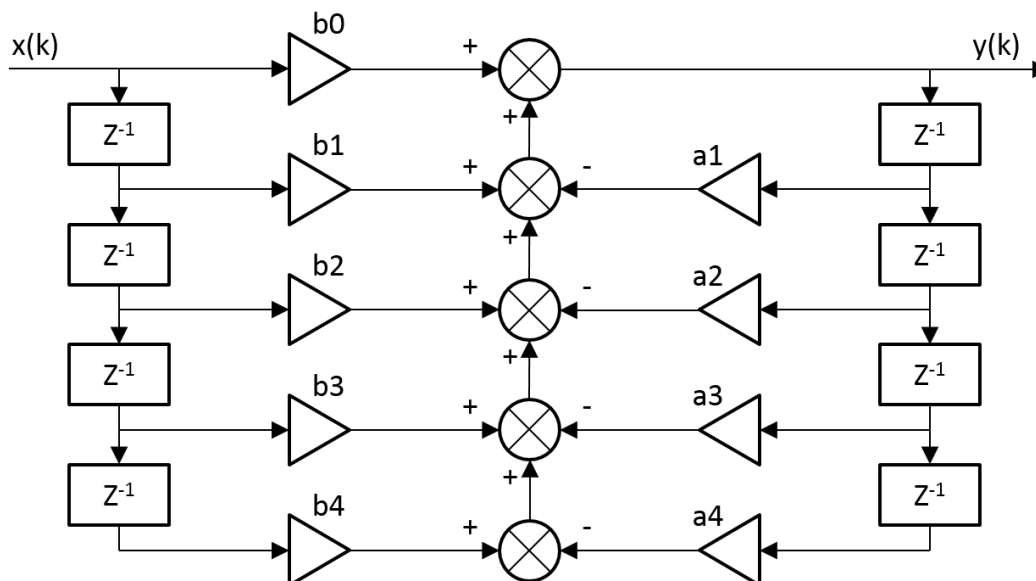 b0
x(k) + y(k)
Z⁻¹ + Z⁻¹
b1 a1
+ -
Z⁻¹ + Z⁻¹
b2 a2
+ -
Z⁻¹ + Z⁻¹
b3 a3
+ -
Z⁻¹ + Z⁻¹
b4 a4
+ -